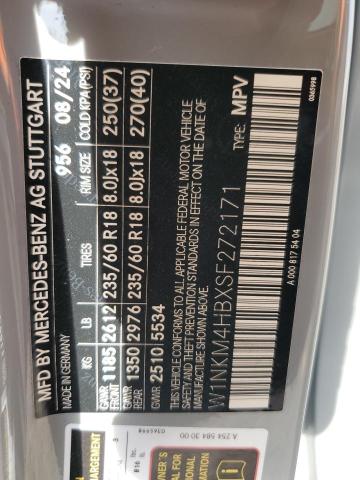 MFD BY MERCEDES-BENZ AG STUTTGART
MADE IN GERMANY 956 08/24
KG LB TIRES RIM SIZE COLD KPA (PSI)
GAWR FRONT 1185 2612 235/60 R18 8.0Jx18 250(37)
GAWR REAR 1350 2976 235/60 R18 8.0Jx18 270(40)
GVWR 2510 5534
THIS VEHICLE CONFORMS TO ALL APPLICABLE FEDERAL MOTOR VEHICLE
SAFETY AND THEFT PREVENTION STANDARDS IN EFFECT ON THE DATE OF
MFR SHOWN ABOVE.
W1NKM4HBXSF272171 TYPE: MPV
A 000 817 54 04 0365998
0365998
A 254 584 30 00